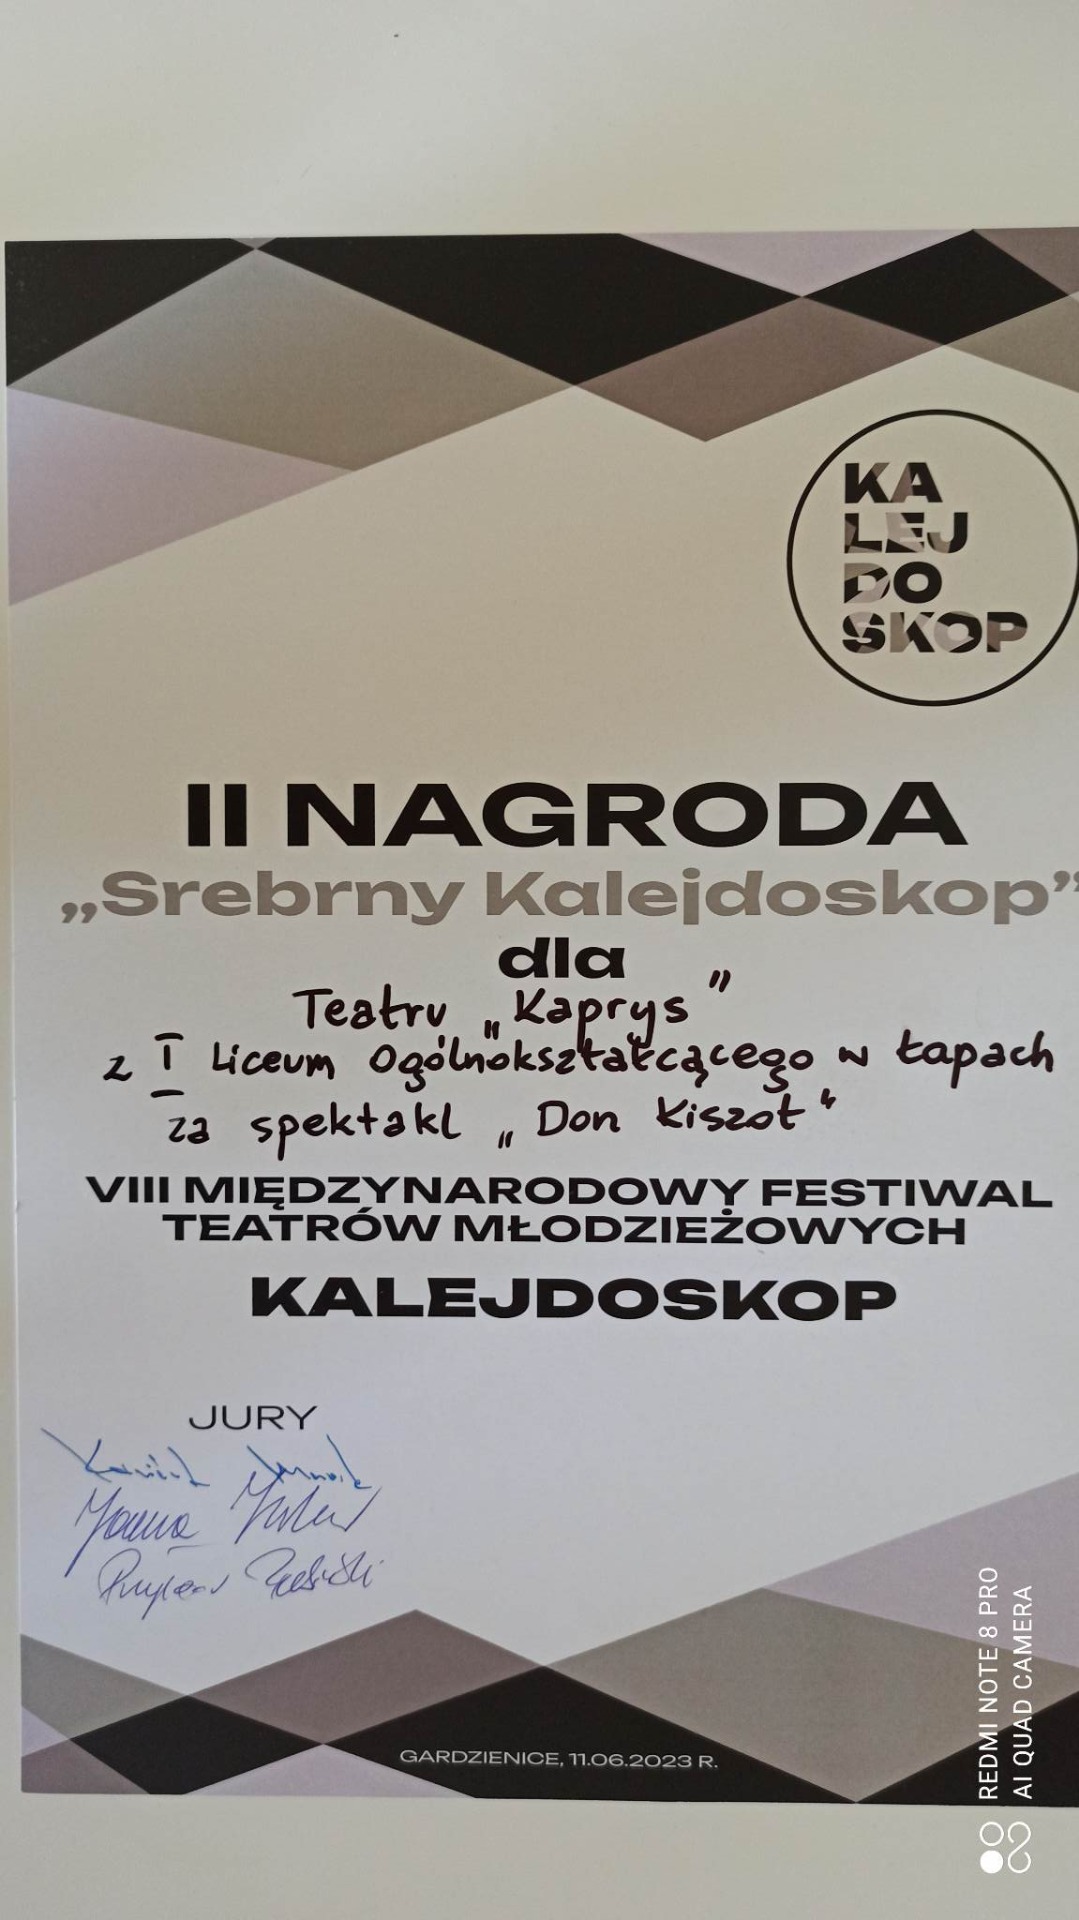 KA
LEJ
DO
SKOP
II NAGRODA
„Srebrny Kalejdoskop”
dla
Teatru „Kaprys”
z I Liceum Ogólnokształcącego w Łapach
za spektakl „Don Kiszot”
VIII MIĘDZYNARODOWY FESTIWAL
TEATRÓW MŁODZIEŻOWYCH
KALEJDOSKOP
JURY
GARDZIENICE, 11.06.2023 R.
REDMI NOTE 8 PRO
AI QUAD CAMERA